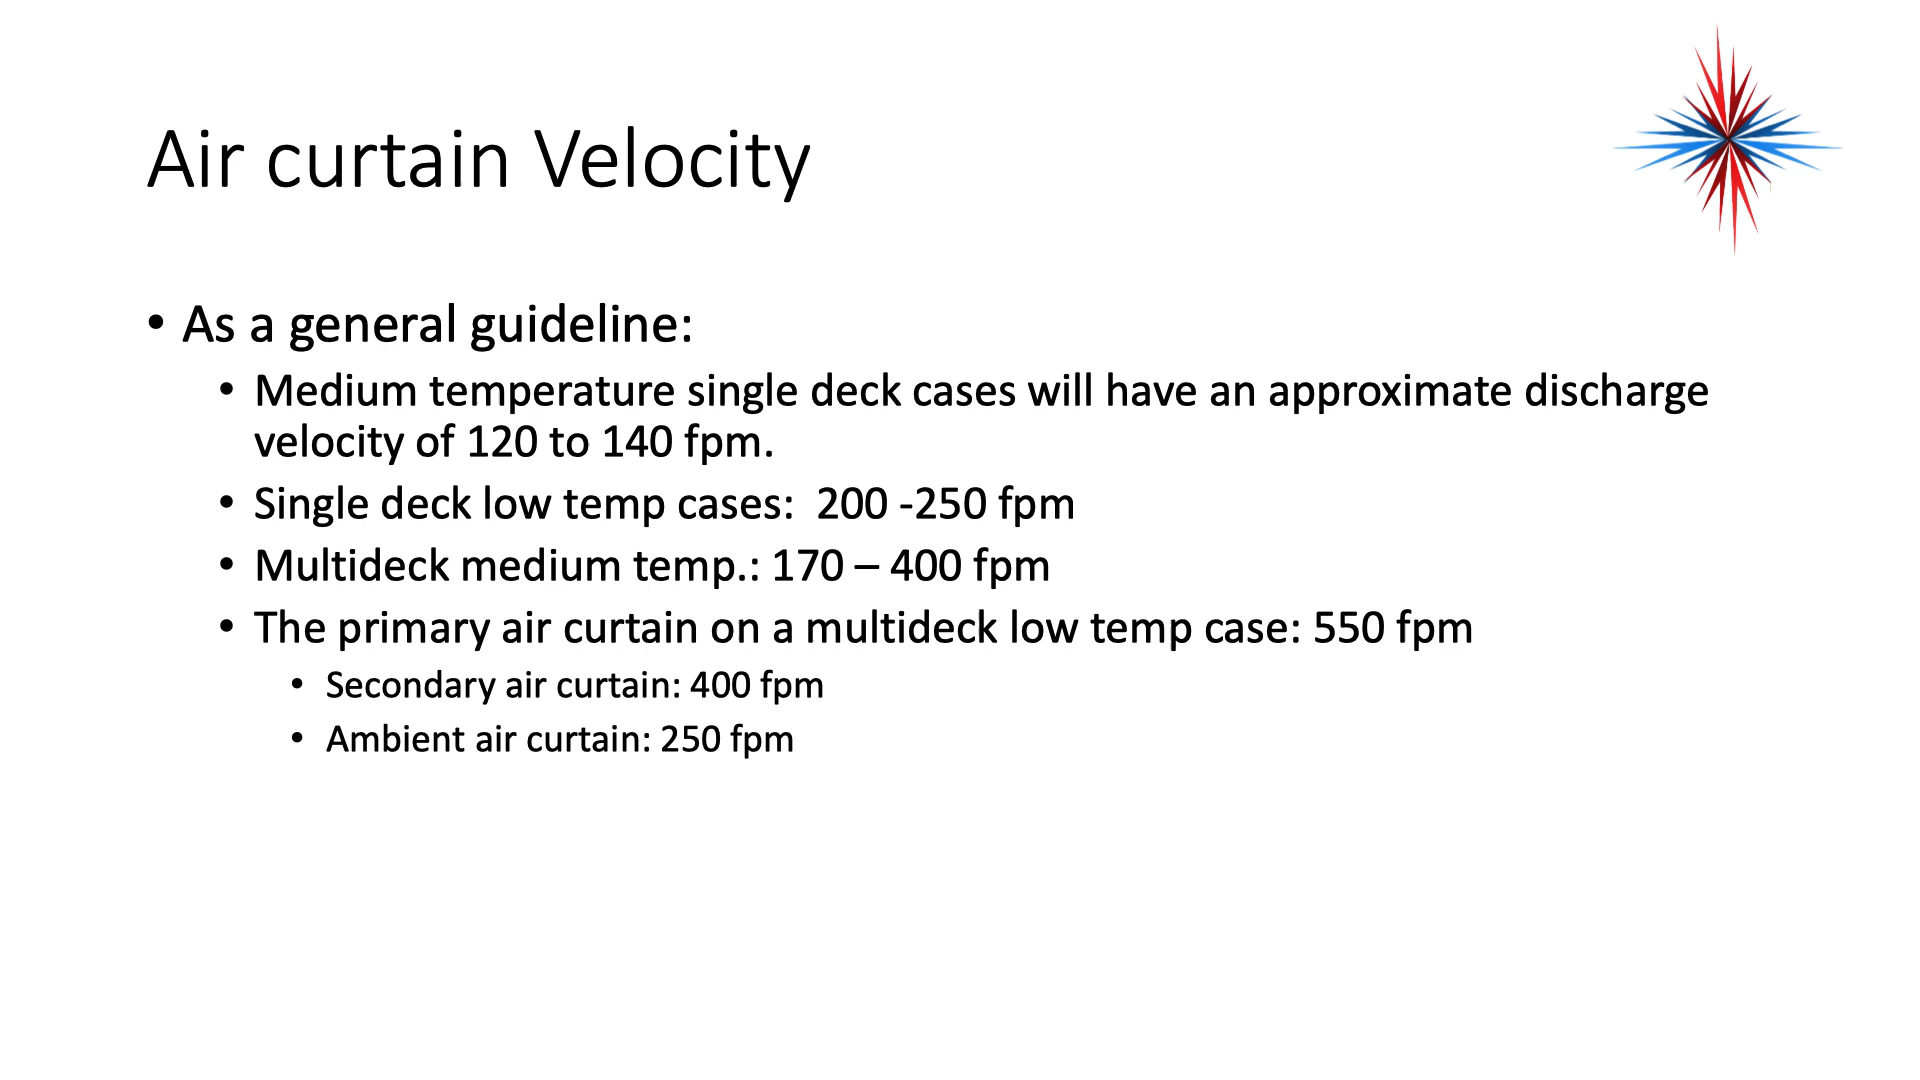 Air curtain Velocity
• As a general guideline:
• Medium temperature single deck cases will have an approximate discharge
velocity of 120 to 140 fpm.
• Single deck low temp cases:  200 -250 fpm
• Multideck medium temp.: 170 – 400 fpm
• The primary air curtain on a multideck low temp case: 550 fpm
• Secondary air curtain: 400 fpm
• Ambient air curtain: 250 fpm